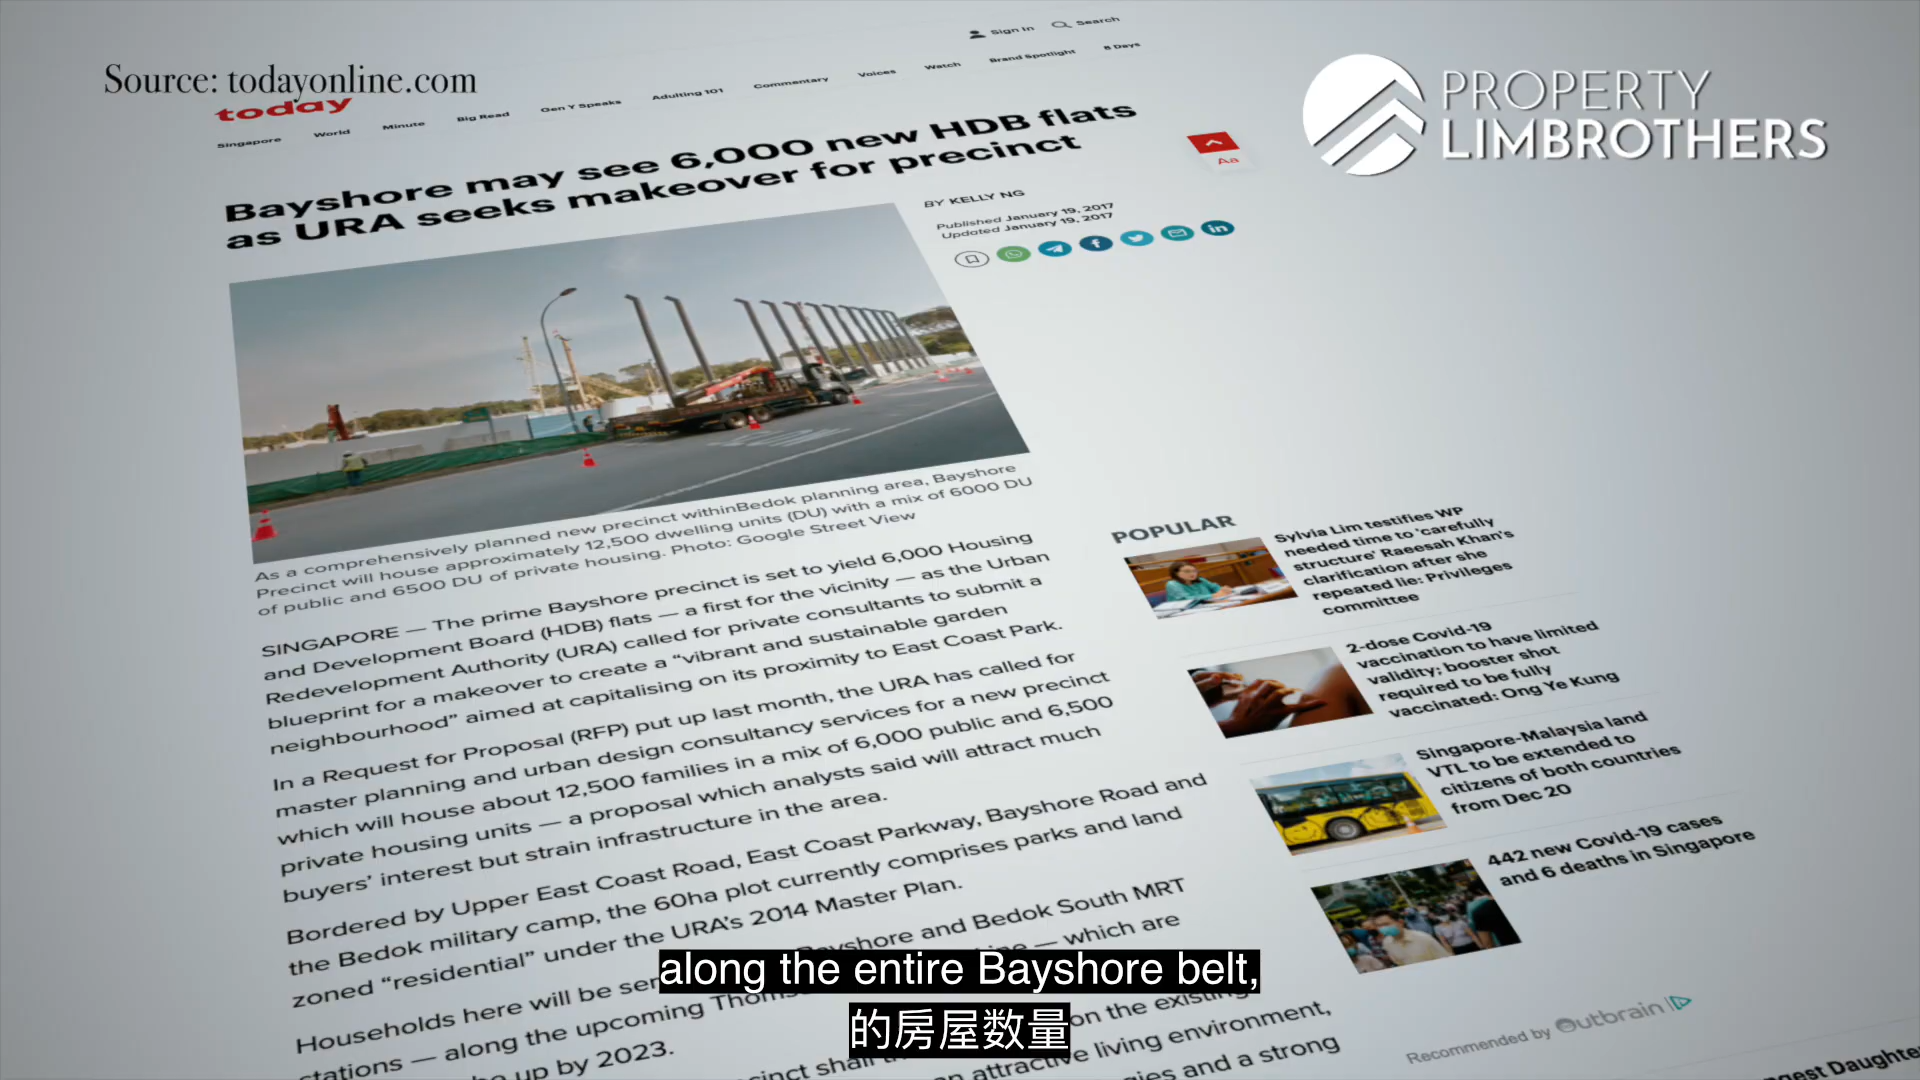 Source: todayonline.com
PROPERTY
LIMBROTHERS
Sign in Search
today
Singapore World Minute Big Read Gen Y Speaks Adulting 101 Commentary Voices Watch Brand Spotlight 8 Days
Bayshore may see 6,000 new HDB flats
as URA seeks makeover for precinct
Aa
BY KELLY NG
Published January 19, 2017
Updated January 19, 2017
As a comprehensively planned new precinct withinBedok planning area, Bayshore
Precinct will house approximately 12,500 dwelling units (DU) with a mix of 6000 DU
of public and 6500 DU of private housing. Photo: Google Street View
SINGAPORE — The prime Bayshore precinct is set to yield 6,000 Housing
and Development Board (HDB) flats — a first for the vicinity — as the Urban
Redevelopment Authority (URA) called for private consultants to submit a
blueprint for a makeover to create a “vibrant and sustainable garden
neighbourhood” aimed at capitalising on its proximity to East Coast Park.
In a Request for Proposal (RFP) put up last month, the URA has called for
master planning and urban design consultancy services for a new precinct
which will house about 12,500 families in a mix of 6,000 public and 6,500
private housing units — a proposal which analysts said will attract much
buyers’ interest but strain infrastructure in the area.
Bordered by Upper East Coast Road, East Coast Parkway, Bayshore Road and
the Bedok military camp, the 60ha plot currently comprises parks and land
zoned “residential” under the URA’s 2014 Master Plan.
Households here will be ser Bayshore and Bedok South MRT
stations — along the upcoming Thoms — which are
up by 2023.
on the existing
attractive living environment,
and a strong
POPULAR
Sylvia Lim testifies WP
needed time to 'carefully
structure' Raeesah Khan's
clarification after she
repeated lie: Privileges
committee
2-dose Covid-19
vaccination to have limited
validity; booster shot
required to be fully
vaccinated: Ong Ye Kung
Singapore-Malaysia land
VTL to be extended to
citizens of both countries
from Dec 20
442 new Covid-19 cases
and 6 deaths in Singapore
Recommended by Outbrain
along the entire Bayshore belt,
的房屋数量